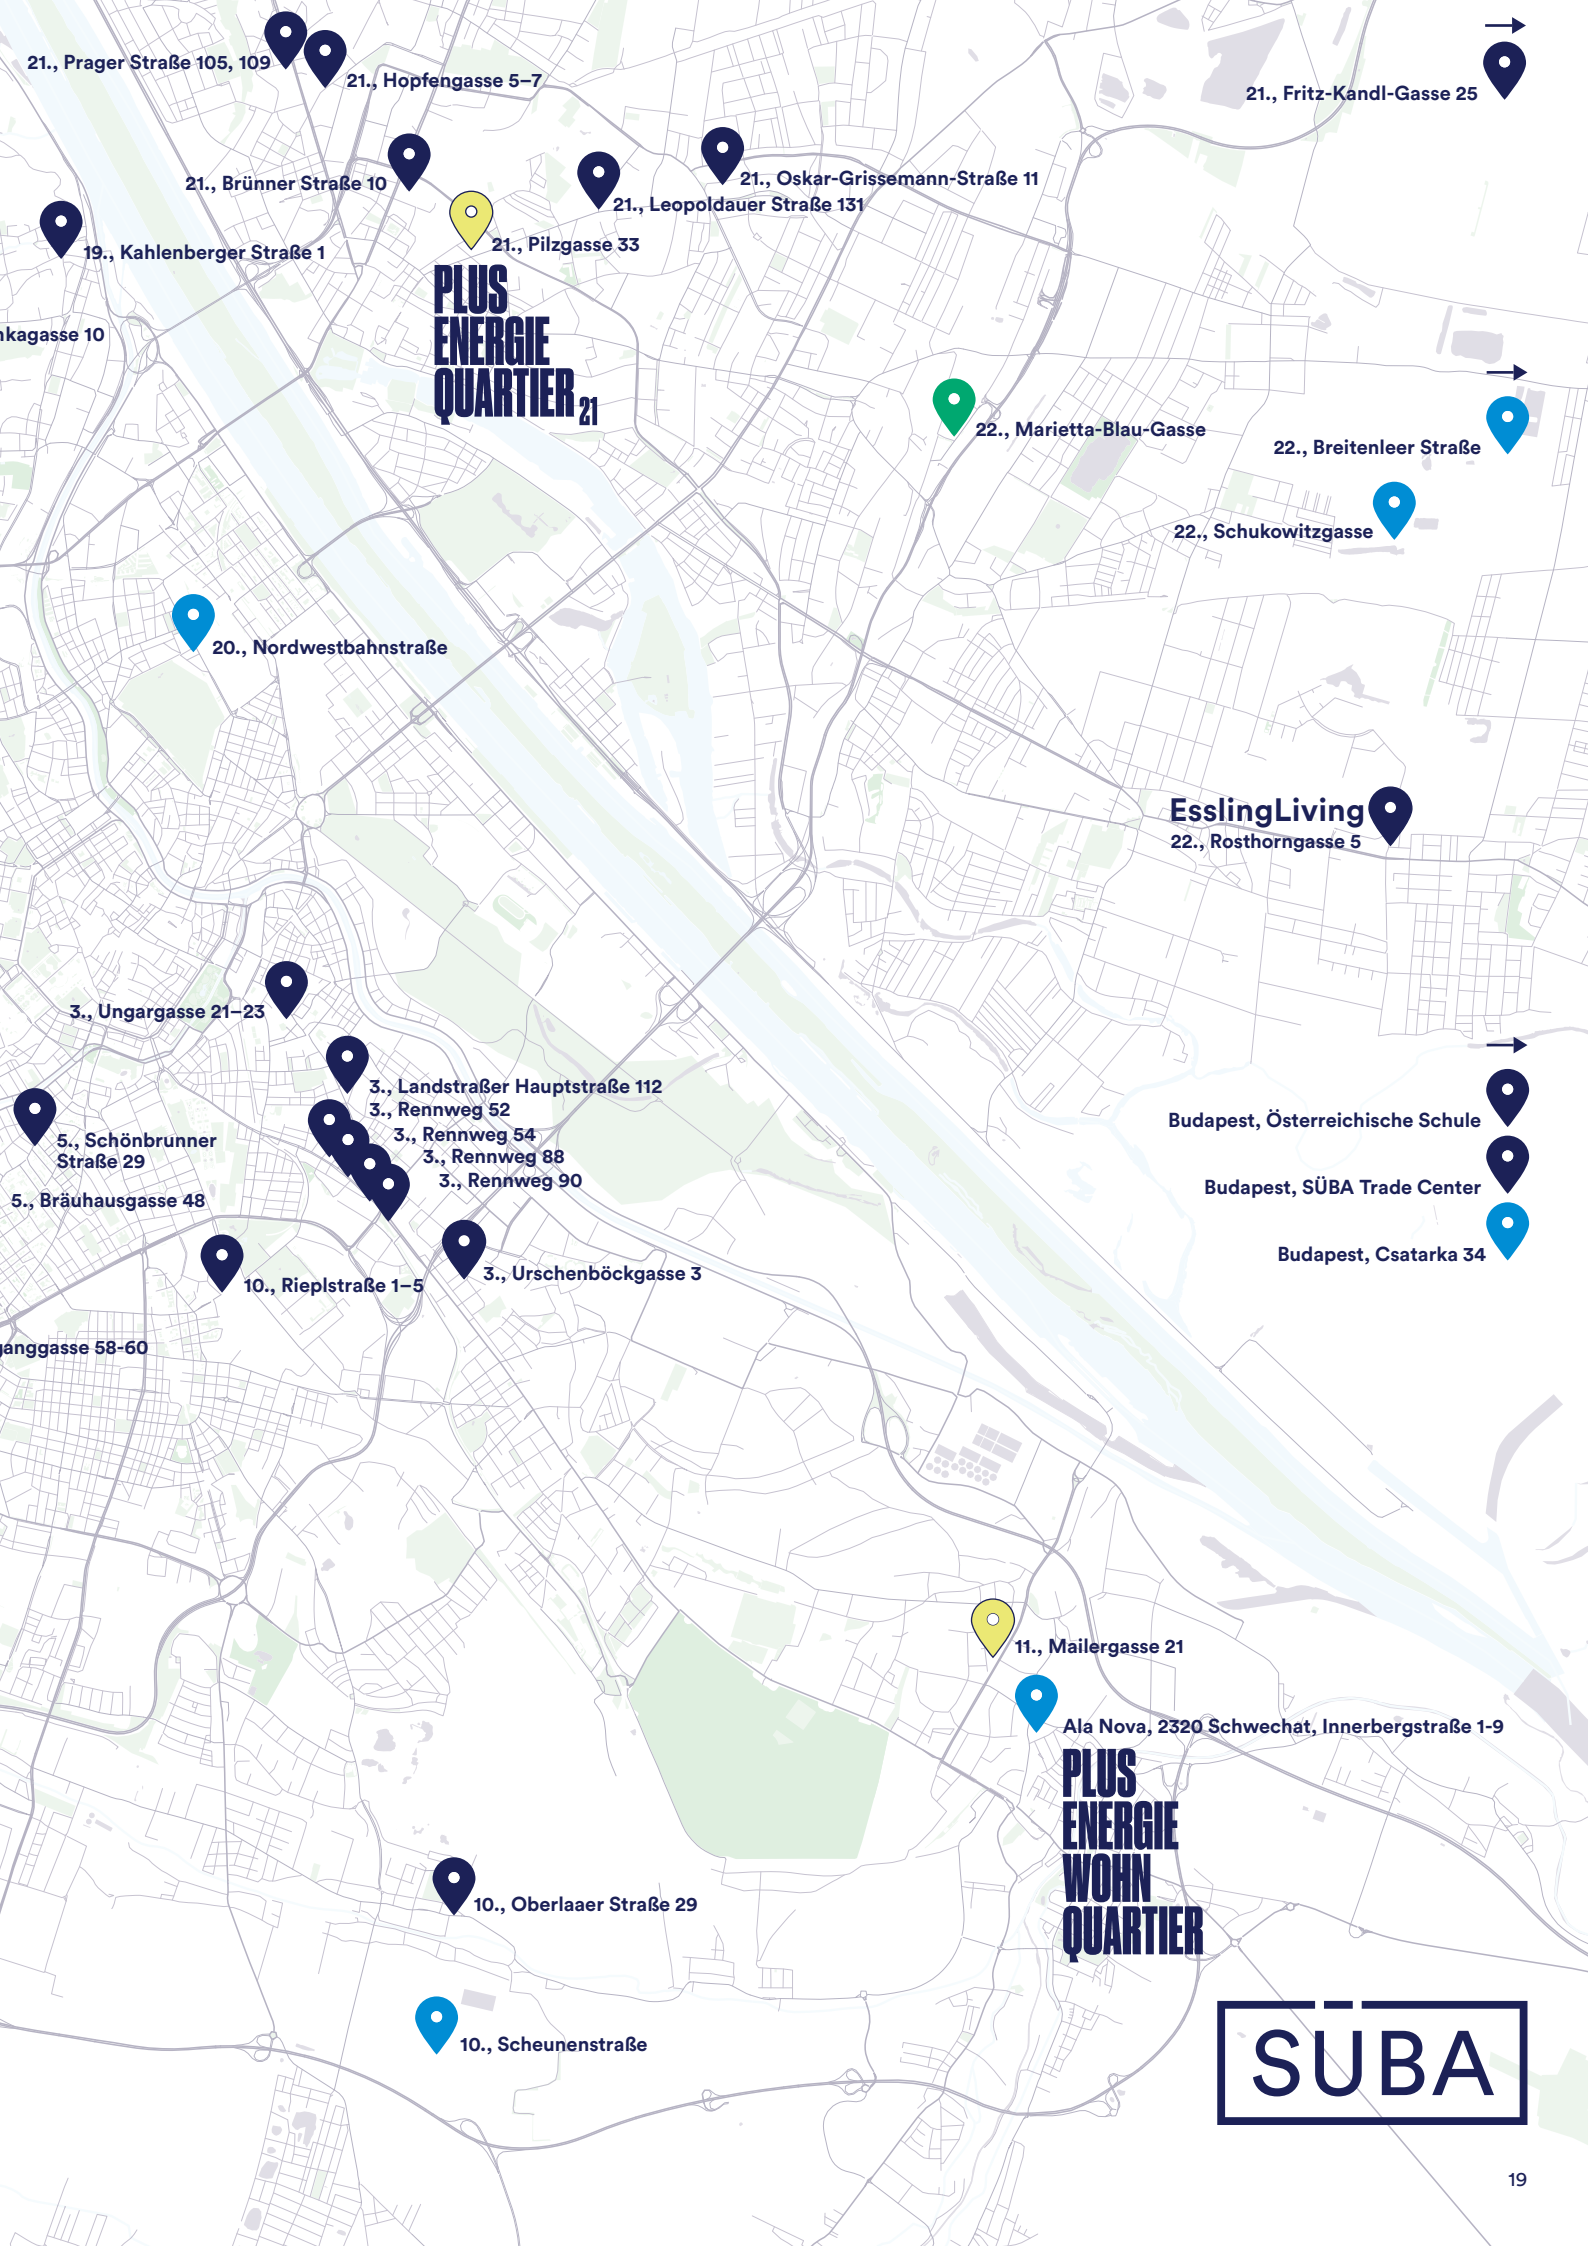 21., Prager Straße 105, 109
21., Hopfengasse 5–7
21., Fritz-Kandl-Gasse 25
21., Brünner Straße 10
21., Oskar-Grissemann-Straße 11
21., Leopoldauer Straße 131
21., Pilzgasse 33
19., Kahlenberger Straße 1
PLUS
ENERGIE
QUARTIER 21
kagasse 10
22., Marietta-Blau-Gasse
22., Breitenleer Straße
22., Schukowitzgasse
20., Nordwestbahnstraße
EsslingLiving
22., Rosthorngasse 5
3., Ungargasse 21–23
3., Landstraßer Hauptstraße 112
3., Rennweg 52
3., Rennweg 54
3., Rennweg 88
3., Rennweg 90
5., Schönbrunner
Straße 29
5., Bräuhausgasse 48
Budapest, Österreichische Schule
Budapest, SÜBA Trade Center
Budapest, Csatarka 34
10., Rieplstraße 1–5
3., Urschenböckgasse 3
ganggasse 58-60
11., Mailergasse 21
Ala Nova, 2320 Schwechat, Innerbergstraße 1-9
PLUS
ENERGIE
WOHN
QUARTIER
10., Oberlaaer Straße 29
10., Scheunenstraße
SÜBA
19